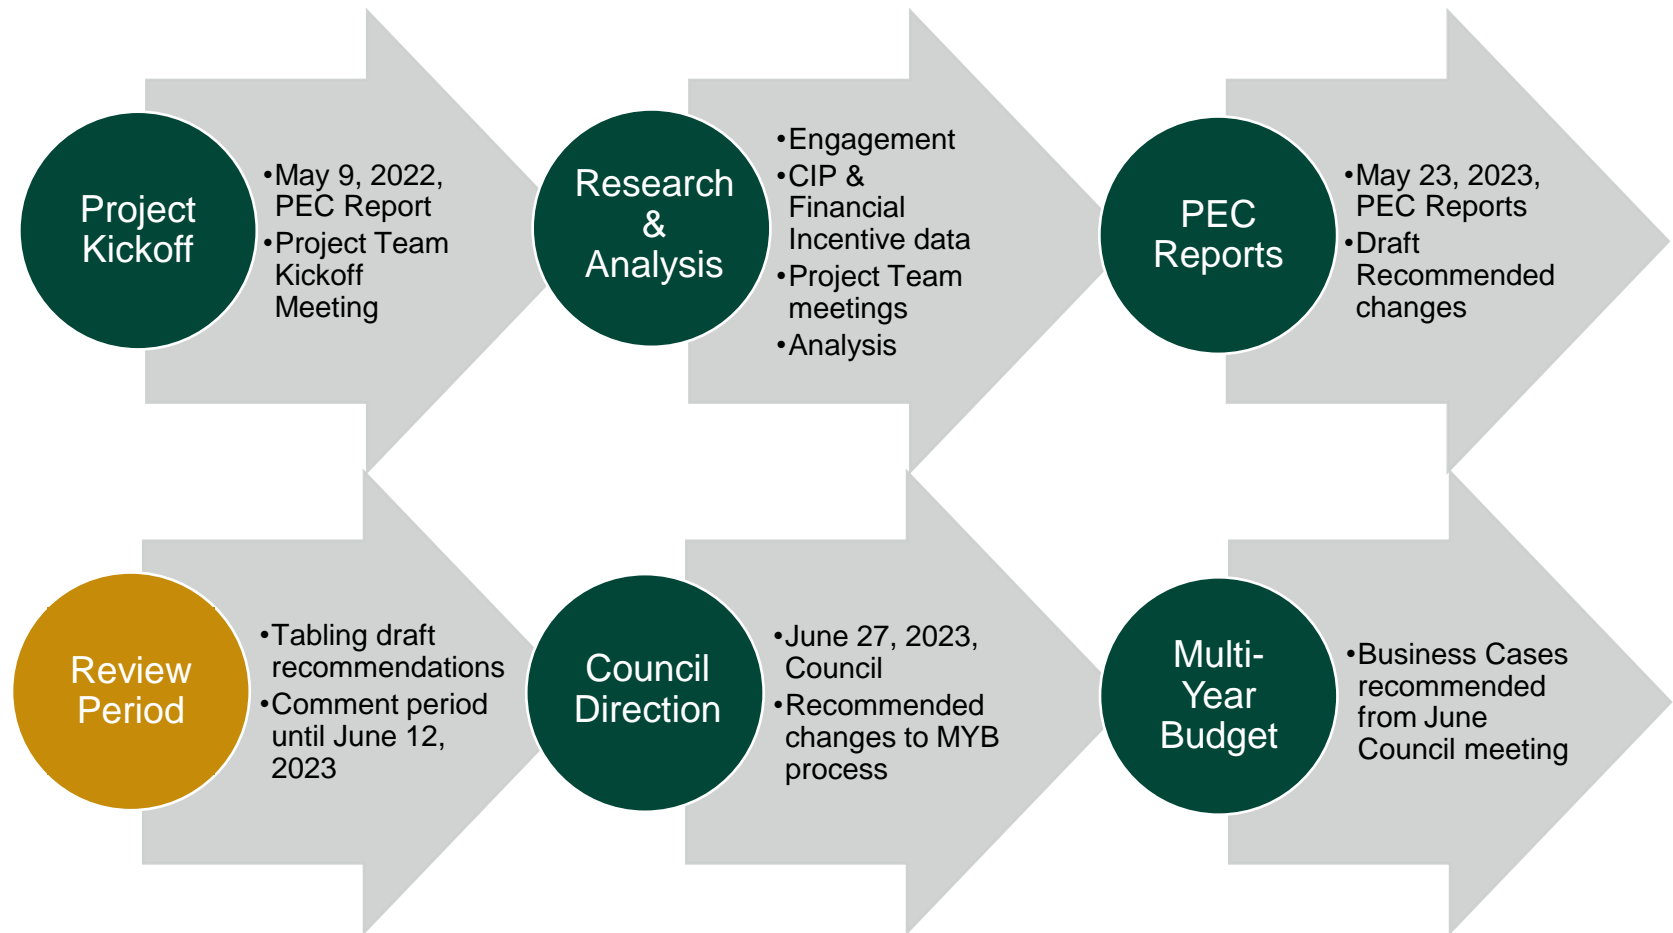 Project
Kickoff
•May 9, 2022,
PEC Report
•Project Team
Kickoff
Meeting
Research
&
Analysis
•Engagement
•CIP &
Financial
Incentive data
•Project Team
meetings
•Analysis
PEC
Reports
•May 23, 2023,
PEC Reports
•Draft
Recommended
changes
Review
Period
•Tabling draft
recommendations
•Comment period
until June 12,
2023
Council
Direction
•June 27, 2023,
Council
•Recommended
changes to MYB
process
Multi-
Year
Budget
•Business Cases
recommended
from June
Council meeting